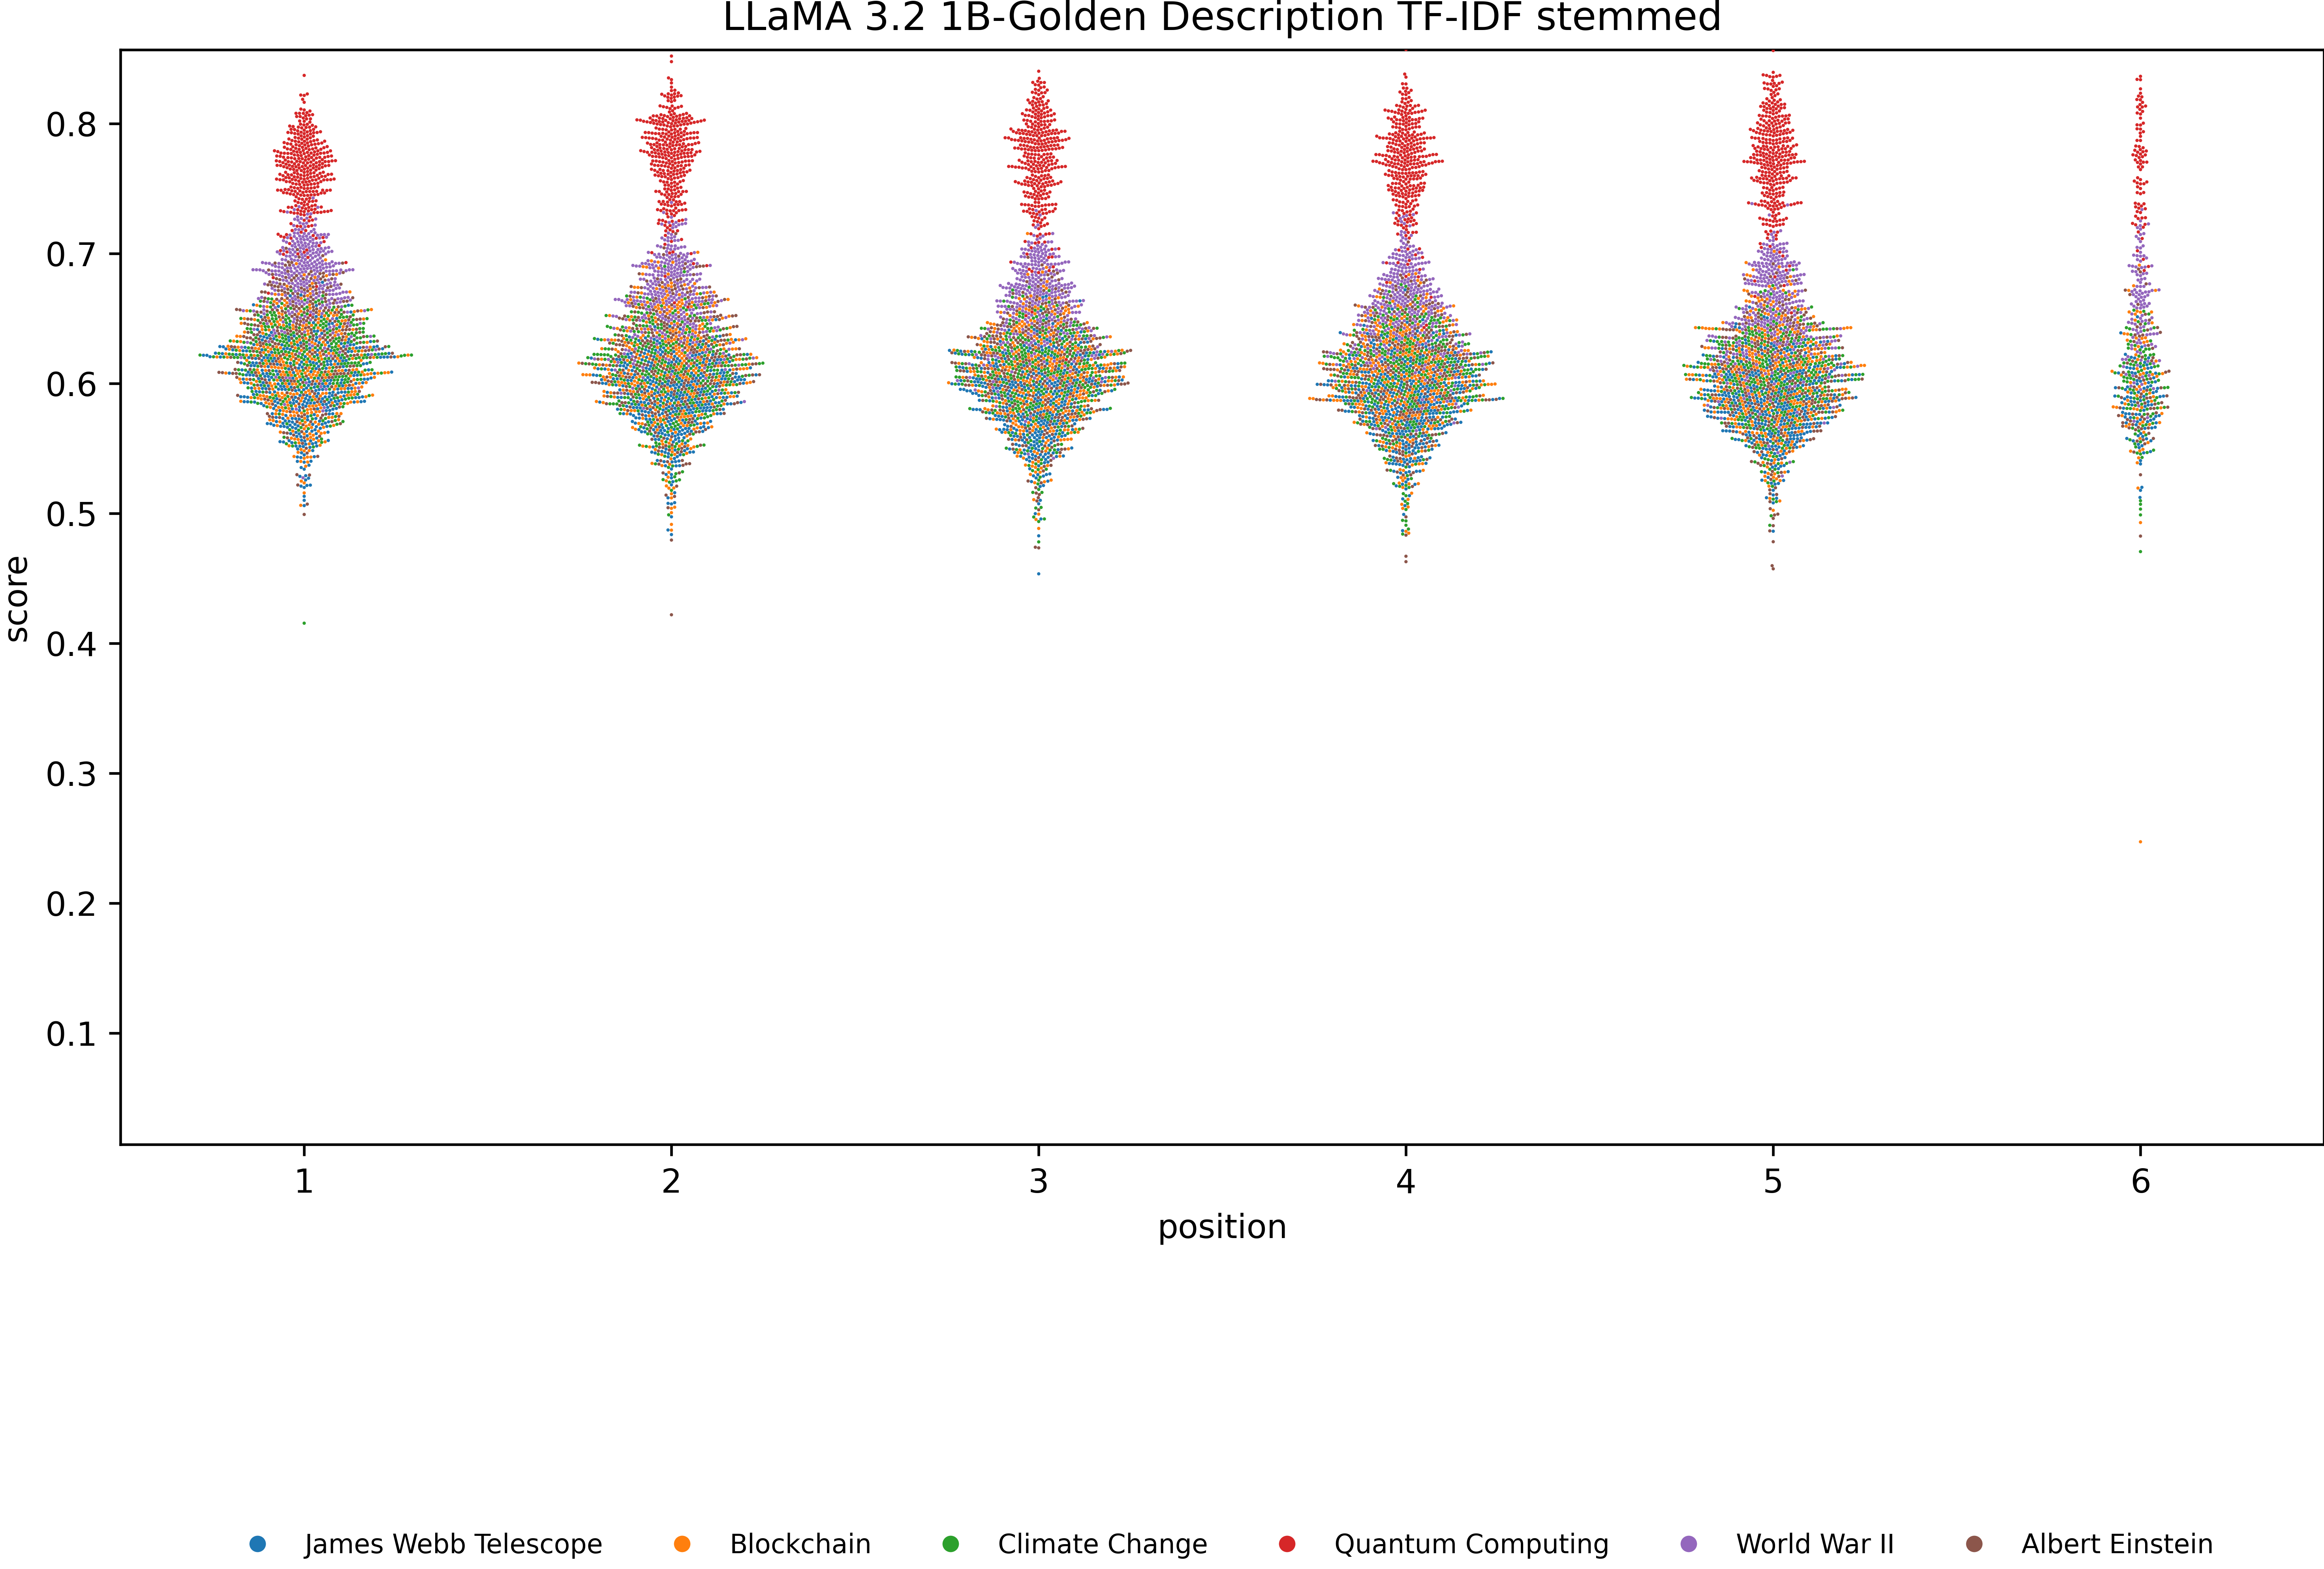 LLaMA 3.2 1B-Golden Description TF-IDF stemmed
0.8
0.7
0.6
0.5
0.4
0.3
0.2
0.1
score
1 2 3 4 5 6
position
James Webb Telescope Blockchain Climate Change Quantum Computing World War II Albert Einstein